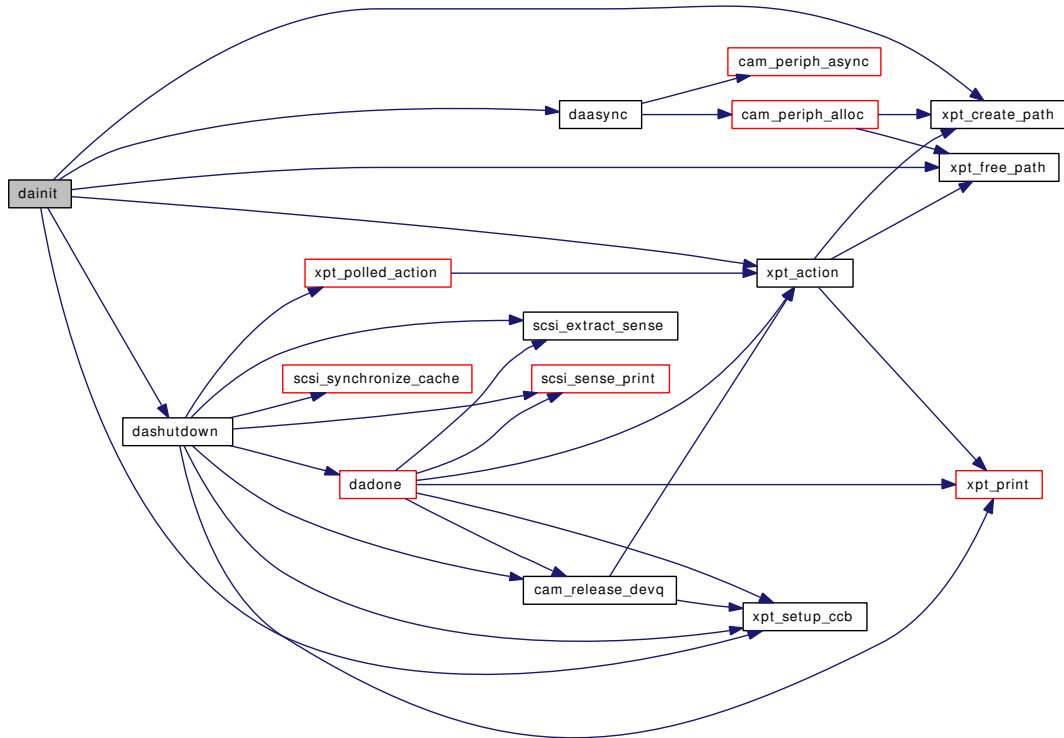 cam_periph_async
daasync
cam_periph_alloc
xpt_create_path
xpt_free_path
dainit
xpt_polled_action
xpt_action
scsi_extract_sense
scsi_synchronize_cache
scsi_sense_print
dashutdown
dadone
xpt_print
cam_release_devq
xpt_setup_ccb